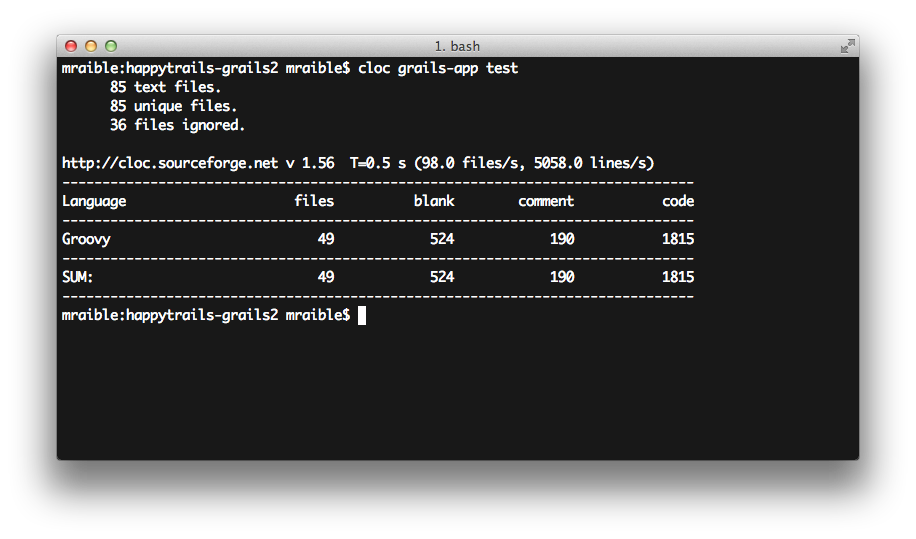 1. bash
mraible:happytrails-grails2 mraible$ cloc grails-app test
      85 text files.
      85 unique files.
      36 files ignored.
http://cloc.sourceforge.net v 1.56  T=0.5 s (98.0 files/s, 5058.0 lines/s)
-------------------------------------------------------------------------------
Language                     files          blank        comment           code
-------------------------------------------------------------------------------
Groovy                          49            524            190           1815
-------------------------------------------------------------------------------
SUM:                            49            524            190           1815
-------------------------------------------------------------------------------
mraible:happytrails-grails2 mraible$